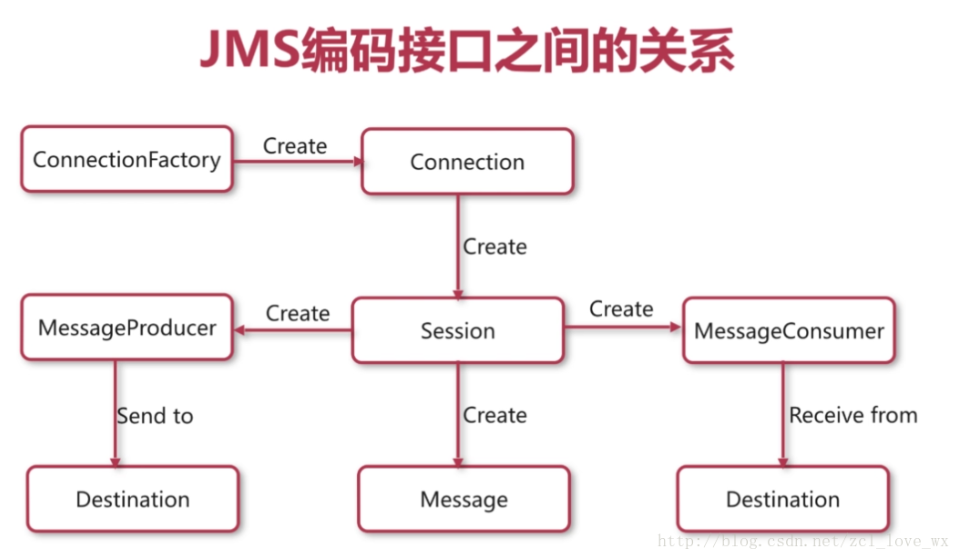 JMS编码接口之间的关系
ConnectionFactory
Create
Connection
Create
MessageProducer
Create
Session
Create
MessageConsumer
Send to
Create
Receive from
Destination
Message
Destination
http://blog.csdn.net/zcl_love_wx